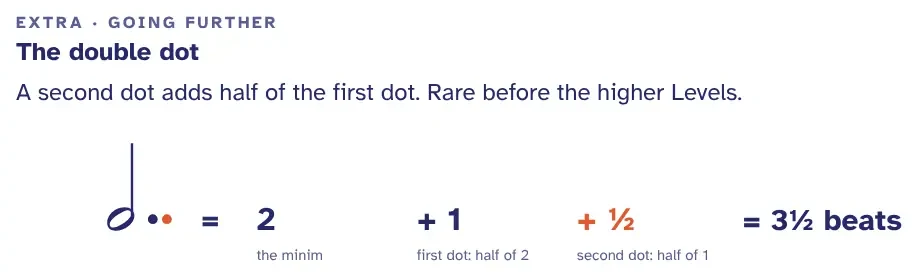 EXTRA · GOING FURTHER
The double dot
A second dot adds half of the first dot. Rare before the higher Levels.
= 2 + 1 + ½ = 3½ beats
the minim first dot: half of 2 second dot: half of 1